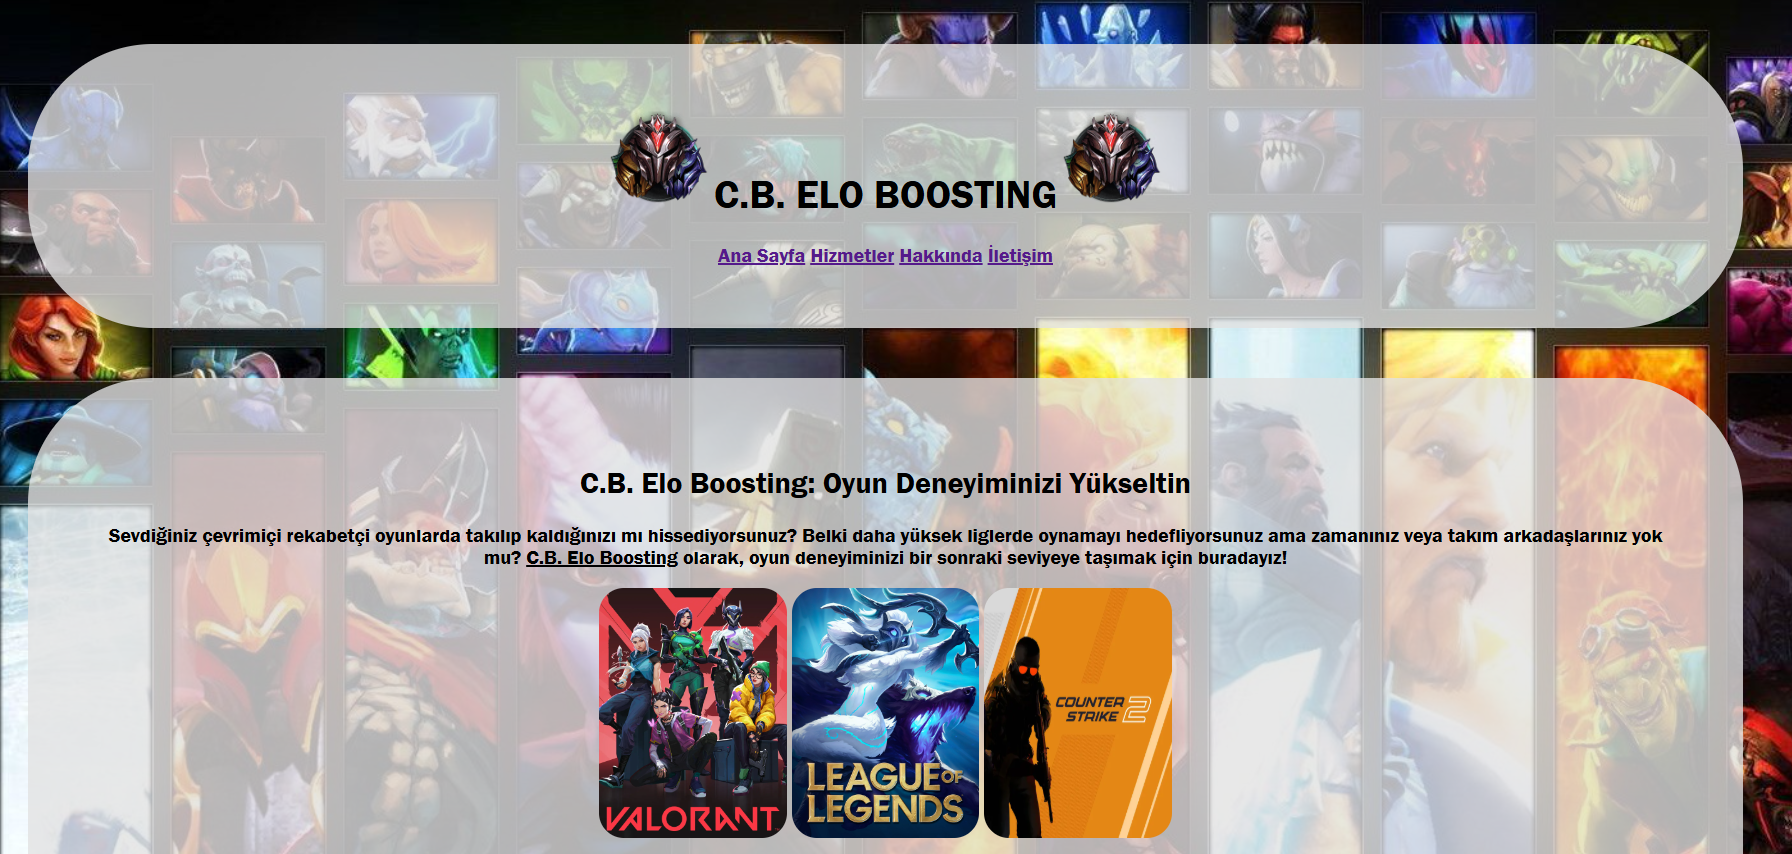 C.B. ELO BOOSTING
Ana Sayfa Hizmetler Hakkında İletişim
C.B. Elo Boosting: Oyun Deneyiminizi Yükseltin
Sevdiğiniz çevrimiçi rekabetçi oyunlarda takılıp kaldığınızı mı hissediyorsunuz? Belki daha yüksek liglerde oynamayı hedefliyorsunuz ama zamanınız veya takım arkadaşlarınız yok
mu? C.B. Elo Boosting olarak, oyun deneyiminizi bir sonraki seviyeye taşımak için buradayız!
VALORANT
LEAGUE OF
LEGENDS
COUNTER
STRIKE 2